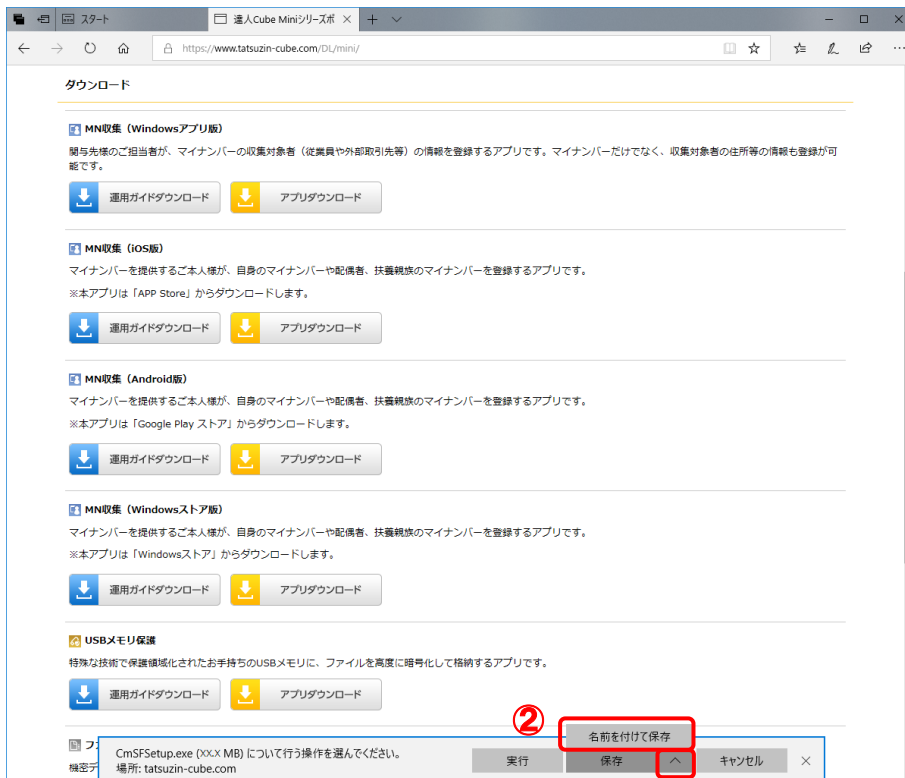 スタート
達人Cube Miniシリーズポ
https://www.tatsuzin-cube.com/DL/mini/
ダウンロード
MN収集（Windowsアプリ版）
関与先様のご担当者が、マイナンバーの収集対象者（従業員や外部取引先等）の情報を登録するアプリです。マイナンバーだけでなく、収集対象者の住所等の情報も登録が可
能です。
運用ガイドダウンロード アプリダウンロード
MN収集（iOS版）
マイナンバーを提供するご本人様が、自身のマイナンバーや配偶者、扶養親族のマイナンバーを登録するアプリです。
※本アプリは「APP Store」からダウンロードします。
運用ガイドダウンロード アプリダウンロード
MN収集（Android版）
マイナンバーを提供するご本人様が、自身のマイナンバーや配偶者、扶養親族のマイナンバーを登録するアプリです。
※本アプリは「Google Play ストア」からダウンロードします。
運用ガイドダウンロード アプリダウンロード
MN収集（Windowsストア版）
マイナンバーを提供するご本人様が、自身のマイナンバーや配偶者、扶養親族のマイナンバーを登録するアプリです。
※本アプリは「Windowsストア」からダウンロードします。
運用ガイドダウンロード アプリダウンロード
USBメモリ保護
特殊な技術で保護領域化されたお手持ちのUSBメモリに、ファイルを高度に暗号化して格納するアプリです。
運用ガイドダウンロード アプリダウンロード
②
名前を付けて保存
CmSFSetup.exe (XX.X MB) について行う操作を選んでください。
場所: tatsuzin-cube.com
実行 保存 キャンセル
機密デ